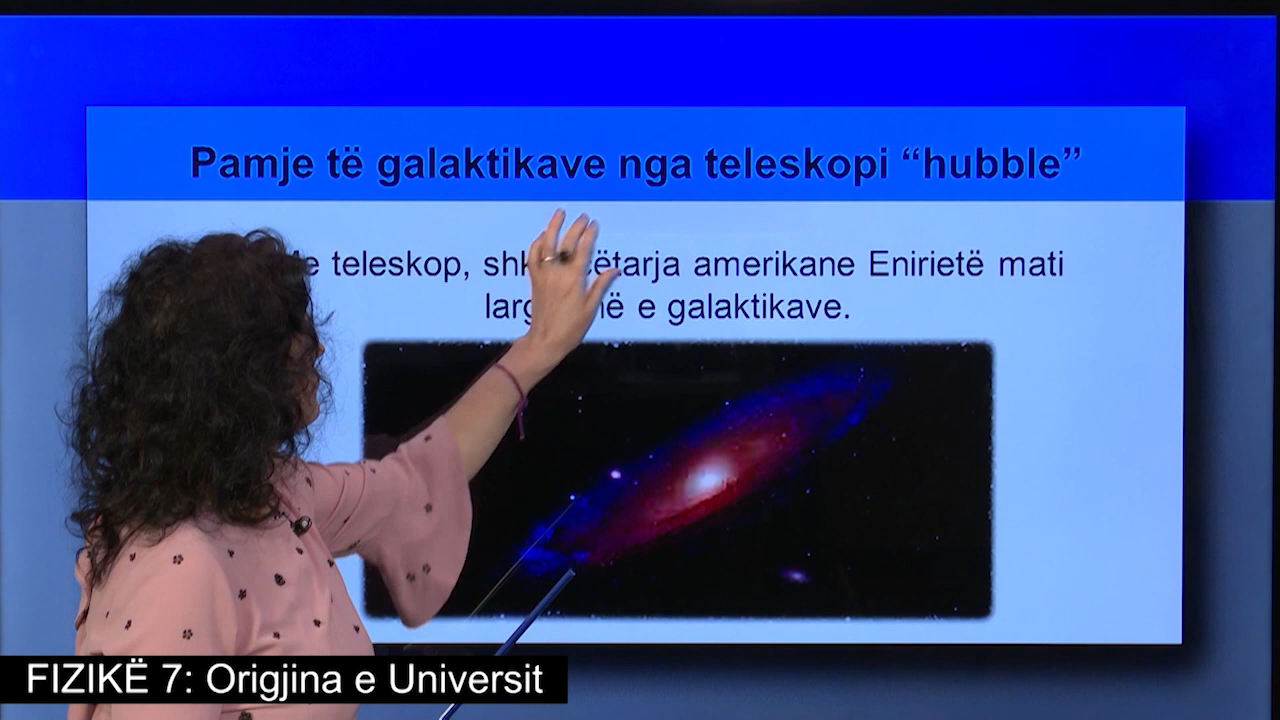 Pamje të galaktikave nga teleskopi “hubble”
teleskop, amerikane Enirietë mati
e galaktikave.
FIZIKË 7: Origjina e Universit